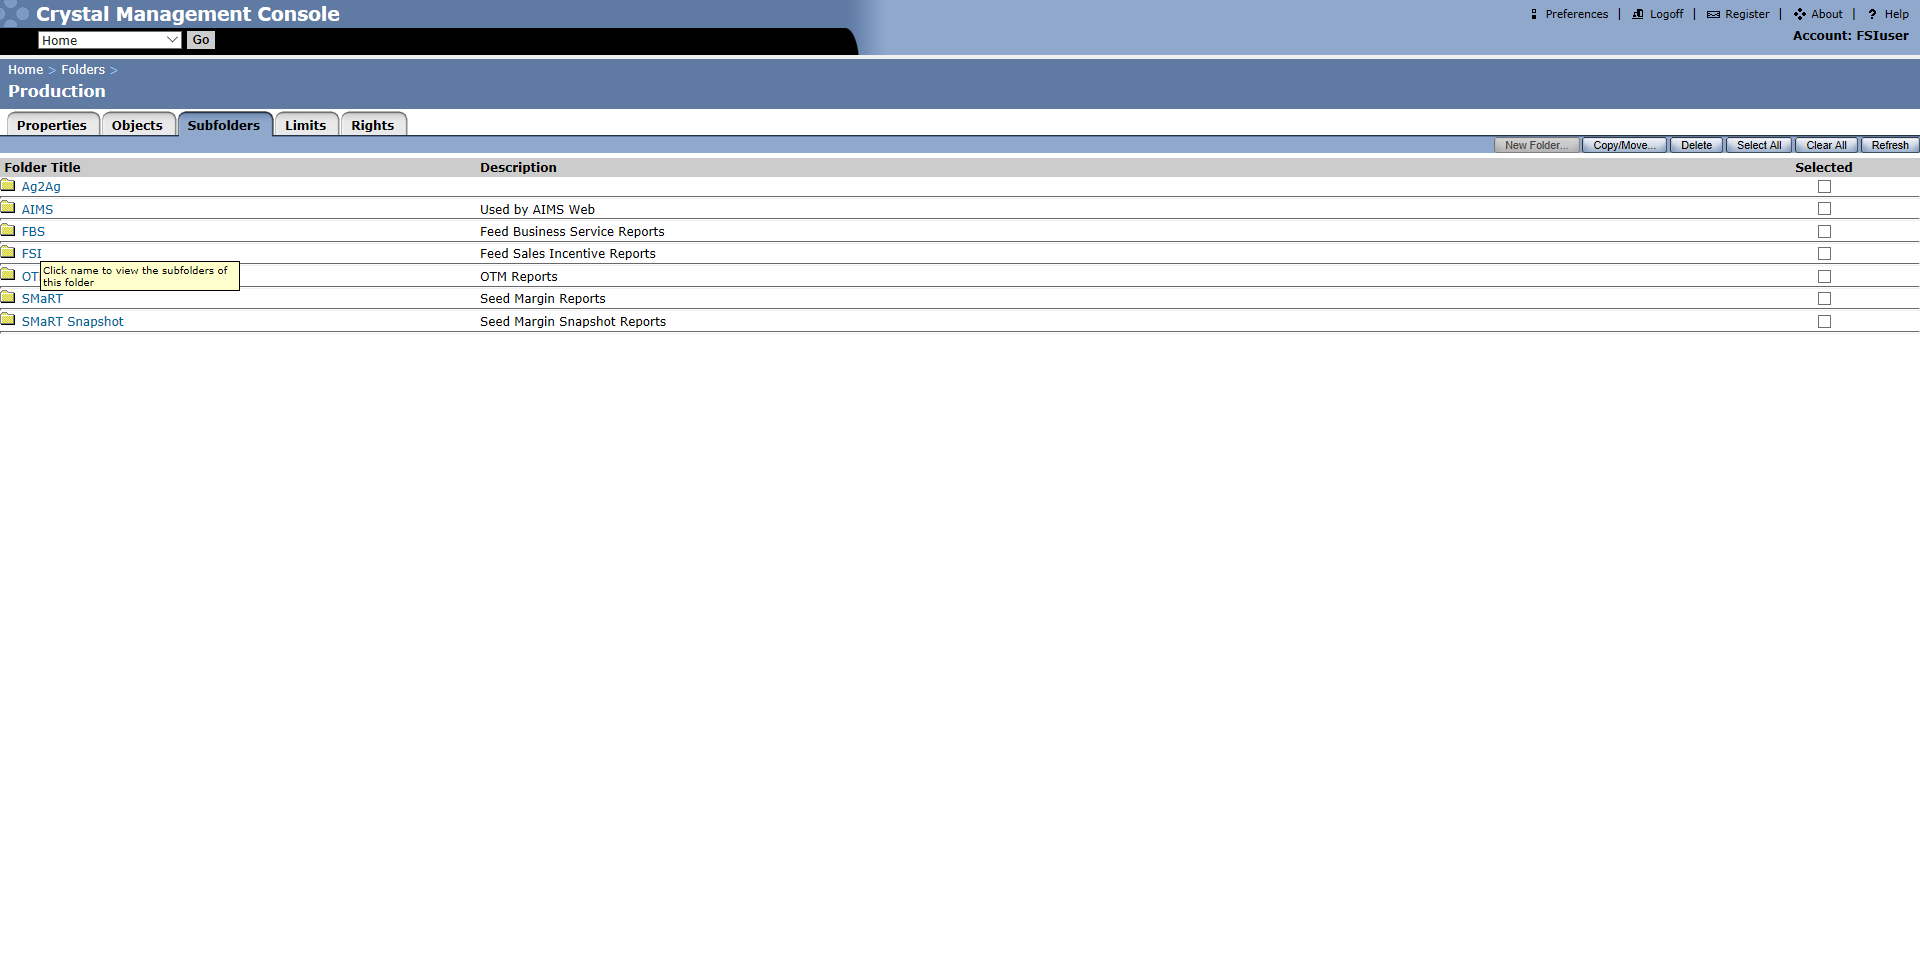 Crystal Management Console
Preferences | Logoff | Register | About | ? Help
Home Go
Account: FSIuser
Home > Folders >
Production
Properties Objects Subfolders Limits Rights
New Folder... Copy/Move... Delete Select All Clear All Refresh
Folder Title Description Selected
Ag2Ag
AIMS Used by AIMS Web
FBS Feed Business Service Reports
FSI Feed Sales Incentive Reports
Click name to view the subfolders of
this folder
OTM Reports
SMaRT Seed Margin Reports
SMaRT Snapshot Seed Margin Snapshot Reports